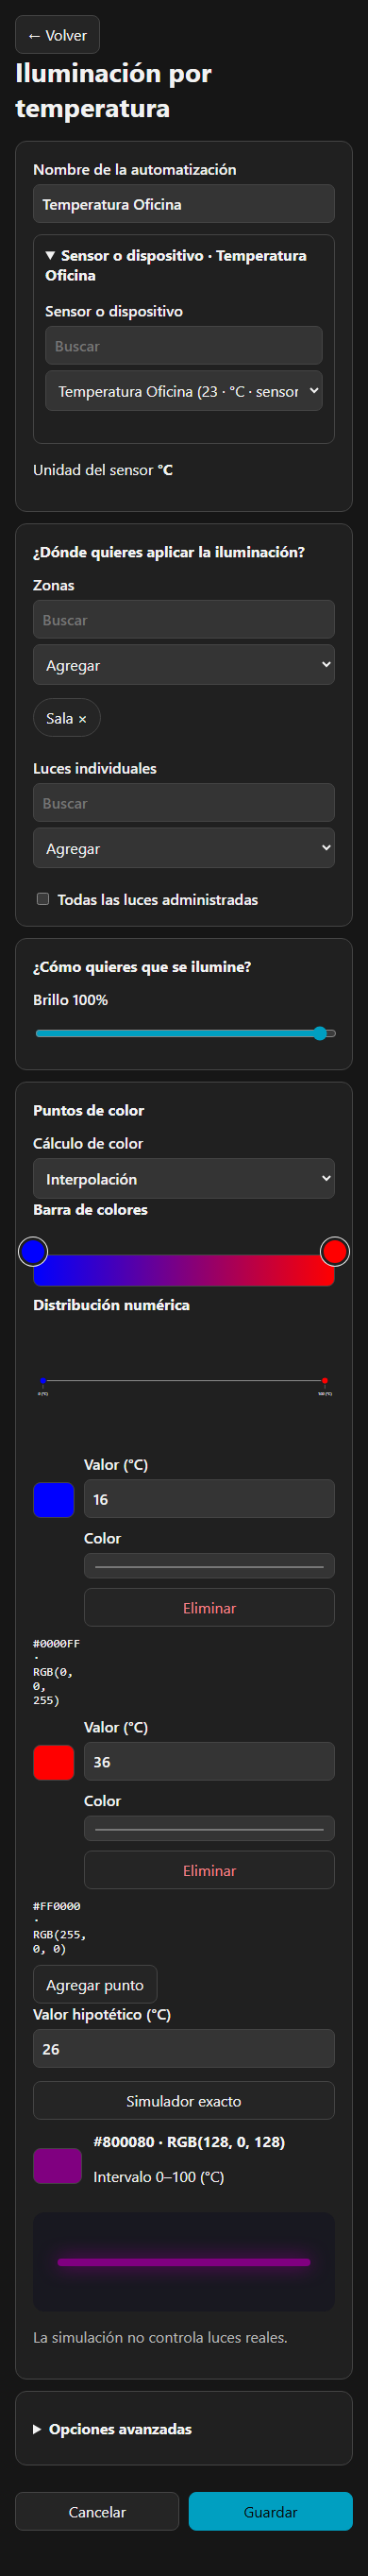 ← Volver
Iluminación por
temperatura
Nombre de la automatización
Temperatura Oficina
▼ Sensor o dispositivo · Temperatura
Oficina
Sensor o dispositivo
Buscar
Temperatura Oficina (23 · °C · sensor
Unidad del sensor °C
¿Dónde quieres aplicar la iluminación?
Zonas
Buscar
Agregar
Sala ×
Luces individuales
Buscar
Agregar
Todas las luces administradas
¿Cómo quieres que se ilumine?
Brillo 100%
Puntos de color
Cálculo de color
Interpolación
Barra de colores
Distribución numérica
0 (°C) 100 (°C)
Valor (°C)
16
Color
Eliminar
#0000FF
·
RGB(0,
0,
255)
Valor (°C)
36
Color
Eliminar
#FF0000
·
RGB(255,
0, 0)
Agregar punto
Valor hipotético (°C)
26
Simulador exacto
#800080 · RGB(128, 0, 128)
Intervalo 0–100 (°C)
La simulación no controla luces reales.
▶ Opciones avanzadas
Cancelar Guardar